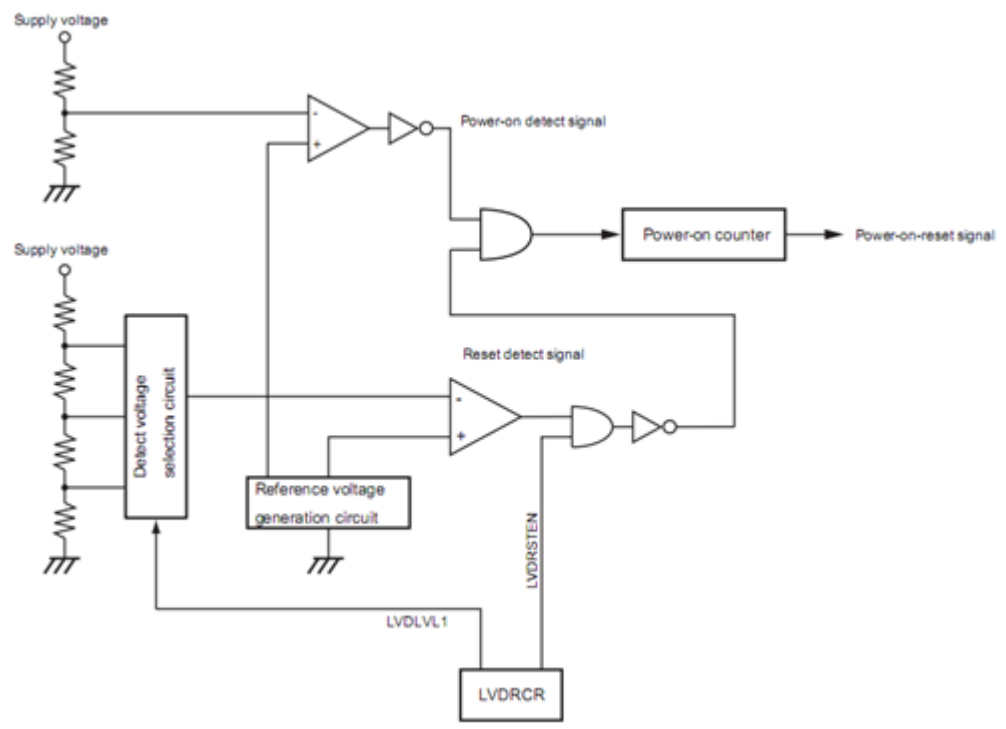 Supply voltage
-
+
Power-on detect signal
Power-on counter
Power-on-reset signal
Supply voltage
Detect voltage
selection circuit
Reset detect signal
-
+
Reference voltage
generation circuit
LVDRSTEN
LVDLVL1
LVDRCR